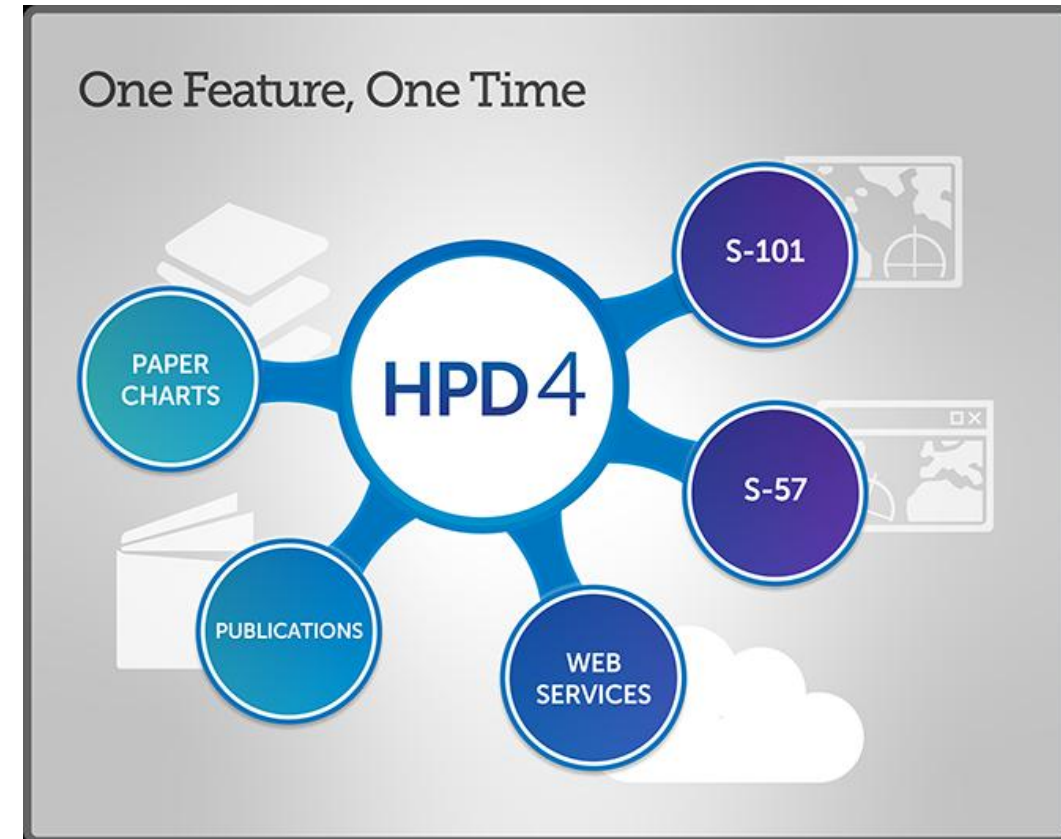 One Feature, One Time
S-101
PAPER
CHARTS
HPD4
S-57
PUBLICATIONS
WEB
SERVICES